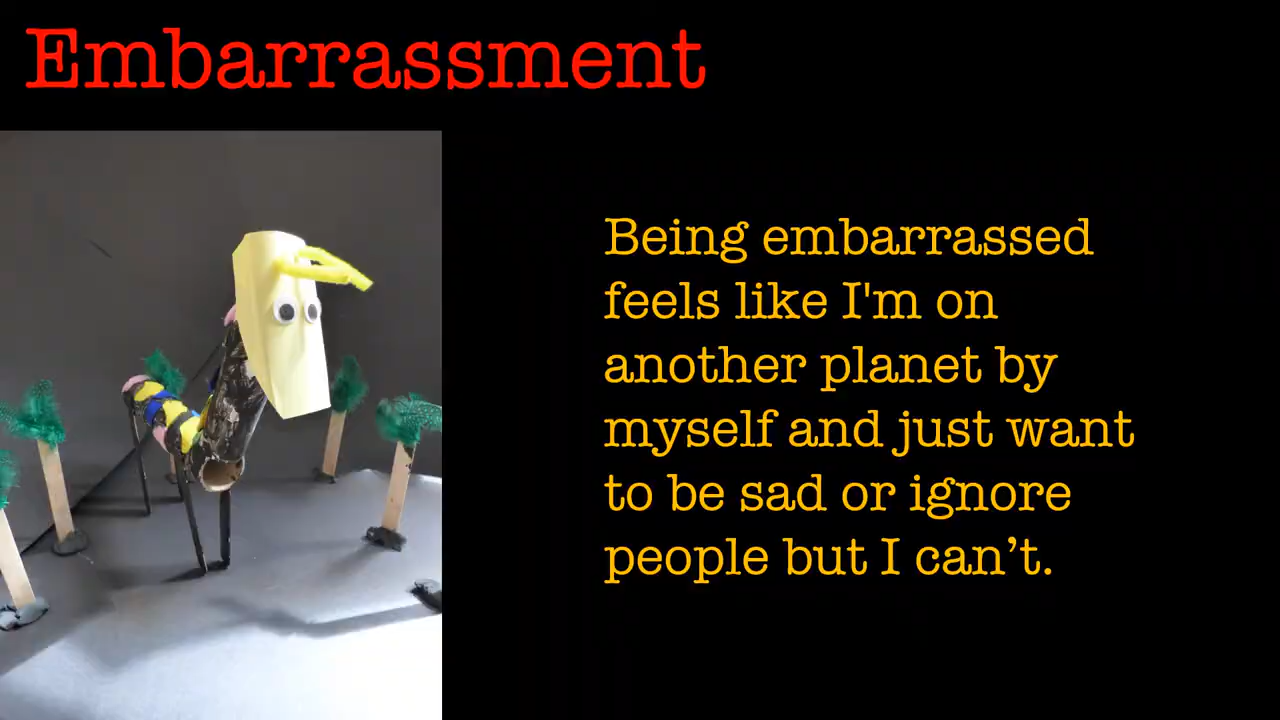 Embarrassment
Being embarrassed
feels like I'm on
another planet by
myself and just want
to be sad or ignore
people but I can’t.